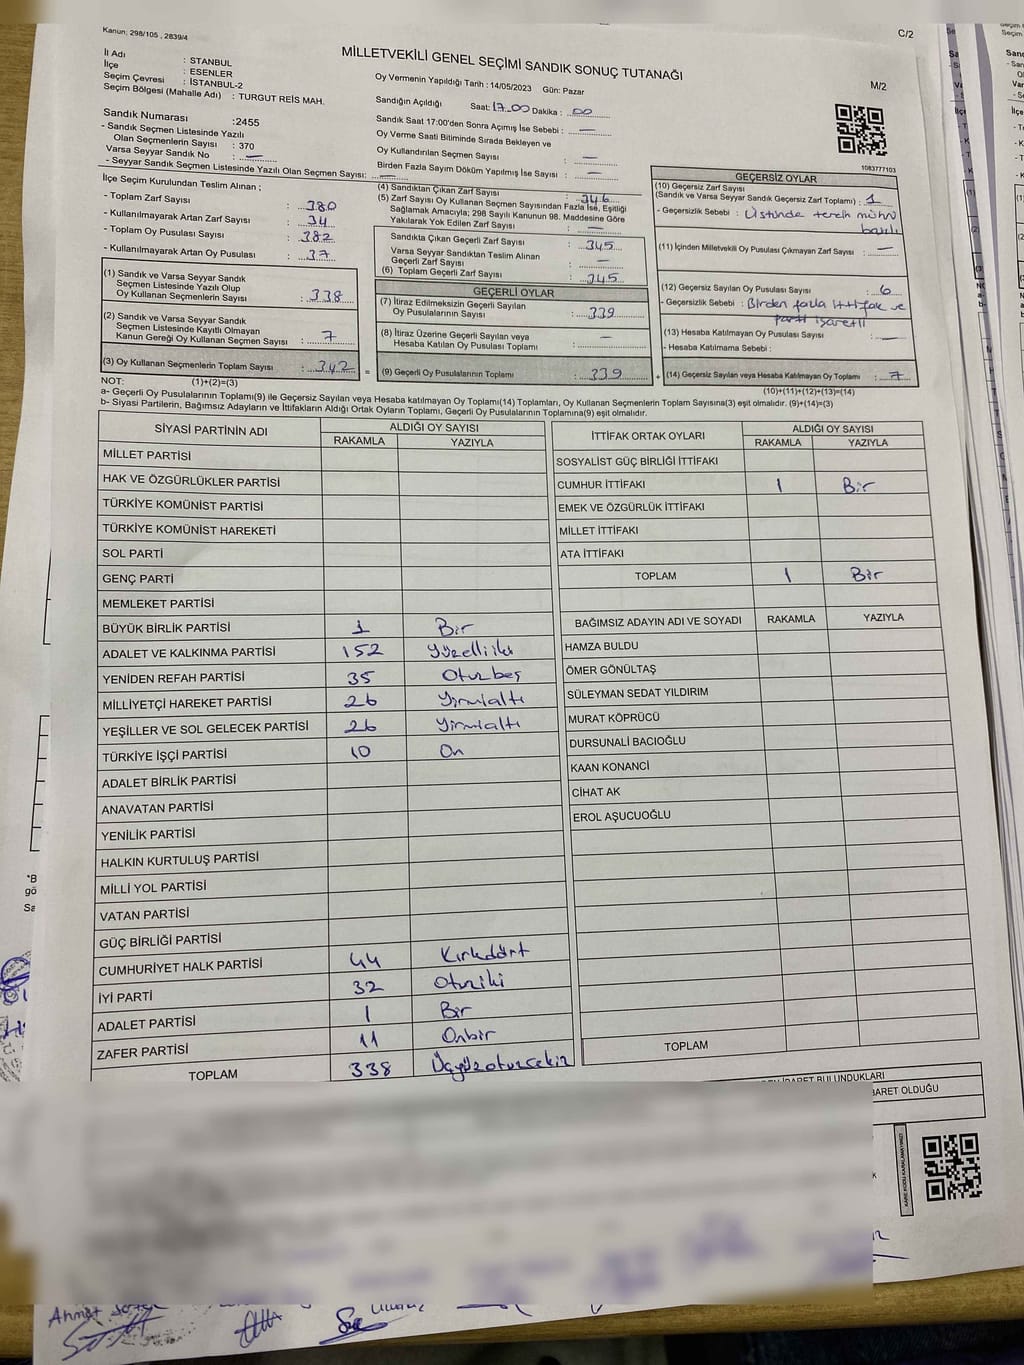 Kanun; 298/105 , 2839/4
C/2
MİLLETVEKİLİ GENEL SEÇİMİ SANDIK SONUÇ TUTANAĞI
M/2
İl Adı : STANBUL
İlçe : ESENLER
Seçim Çevresi : İSTANBUL-2
Seçim Bölgesi (Mahalle Adı) : TURGUT REİS MAH.
Oy Vermenin Yapıldığı Tarih : 14/05/2023 Gün: Pazar
Sandığın Açıldığı Saat: 17.00 Dakika : 00
Sandık Saat 17:00'den Sonra Açımış İse Sebebi : —
Oy Verme Saati Bitiminde Sırada Bekleyen ve
Oy Kullandırılan Seçmen Sayısı : —
Birden Fazla Sayım Döküm Yapılmış İse Sayısı : —
Sandık Numarası :2455
- Sandık Seçmen Listesinde Yazılı
Olan Seçmenlerin Sayısı : 370
Varsa Seyyar Sandık No : —
- Seyyar Sandık Seçmen Listesinde Yazılı Olan Seçmen Sayısı: —
1083777103
İlçe Seçim Kurulundan Teslim Alınan ;
- Toplam Zarf Sayısı : 380
- Kullanılmayarak Artan Zarf Sayısı : 34
- Toplam Oy Pusulası Sayısı : 382
- Kullanılmayarak Artan Oy Pusulası : 37
(1) Sandık ve Varsa Seyyar Sandık
Seçmen Listesinde Yazılı Olup
Oy Kullanan Seçmenlerin Sayısı : 338
(2) Sandık ve Varsa Seyyar Sandık
Seçmen Listesinde Kayıtlı Olmayan
Kanun Gereği Oy Kullanan Seçmen Sayısı : 7
(3) Oy Kullanan Seçmenlerin Toplam Sayısı : 342 =
(4) Sandıktan Çıkan Zarf Sayısı : 346
(5) Zarf Sayısı Oy Kullanan Seçmen Sayısından Fazla İse, Eşitliği
Sağlamak Amacıyla; 298 Sayılı Kanunun 98. Maddesine Göre
Yakılarak Yok Edilen Zarf Sayısı : —
Sandıkta Çıkan Geçerli Zarf Sayısı : 345
Varsa Seyyar Sandıktan Teslim Alınan
Geçerli Zarf Sayısı : —
(6) Toplam Geçerli Zarf Sayısı : 345
GEÇERLİ OYLAR
(7) İtiraz Edilmeksizin Geçerli Sayılan
Oy Pusulalarının Sayısı : 339
(8) İtiraz Üzerine Geçerli Sayılan veya
Hesaba Katılan Oy Pusulası Toplamı : —
(9) Geçerli Oy Pusulalarının Toplamı : 339 +
GEÇERSİZ OYLAR
(10) Geçersiz Zarf Sayısı
(Sandık ve Varsa Seyyar Sandık Geçersiz Zarf Toplamı) : 1
- Geçersizlik Sebebi : Üstünde tercih mührü
basılı
(11) İçinden Milletvekili Oy Pusulası Çıkmayan Zarf Sayısı : —
(12) Geçersiz Sayılan Oy Pusulası Sayısı : 6
- Geçersizlik Sebebi : Birden fazla ittifak ve
parti işaretli
(13) Hesaba Katılmayan Oy Pusulası Sayısı : —
- Hesaba Katılmama Sebebi :
(14) Geçersiz Sayılan veya Hesaba Katılmayan Oy Toplamı : 7
NOT: (1)+(2)=(3)
(10)+(11)+(12)+(13)=(14)
a- Geçerli Oy Pusulalarının Toplamı(9) ile Geçersiz Sayılan veya Hesaba katılmayan Oy Toplamı(14) Toplamları, Oy Kullanan Seçmenlerin Toplam Sayısına(3) eşit olmalıdır. (9)+(14)=(3)
b- Siyasi Partilerin, Bağımsız Adayların ve İttifakların Aldığı Ortak Oyların Toplamı, Geçerli Oy Pusulalarının Toplamına(9) eşit olmalıdır.
SİYASİ PARTİNİN ADI ALDIĞI OY SAYISI
RAKAMLA YAZIYLA
MİLLET PARTİSİ
HAK VE ÖZGÜRLÜKLER PARTİSİ
TÜRKİYE KOMÜNİST PARTİSİ
TÜRKİYE KOMÜNİST HAREKETİ
SOL PARTİ
GENÇ PARTİ
MEMLEKET PARTİSİ
BÜYÜK BİRLİK PARTİSİ 1 Bir
ADALET VE KALKINMA PARTİSİ 152 Yüzelliiki
YENİDEN REFAH PARTİSİ 35 Otuzbeş
MİLLİYETÇİ HAREKET PARTİSİ 26 Yirmialtı
YEŞİLLER VE SOL GELECEK PARTİSİ 26 Yirmialtı
TÜRKİYE İŞÇİ PARTİSİ 10 On
ADALET BİRLİK PARTİSİ
ANAVATAN PARTİSİ
YENİLİK PARTİSİ
HALKIN KURTULUŞ PARTİSİ
MİLLİ YOL PARTİSİ
VATAN PARTİSİ
GÜÇ BİRLİĞİ PARTİSİ
CUMHURİYET HALK PARTİSİ 44 Kırkdört
İYİ PARTİ 32 Otuziki
ADALET PARTİSİ 1 Bir
ZAFER PARTİSİ 11 Onbir
TOPLAM 338 Üçyüzotuzsekiz
İTTİFAK ORTAK OYLARI ALDIĞI OY SAYISI
RAKAMLA YAZIYLA
SOSYALİST GÜÇ BİRLİĞİ İTTİFAKI
CUMHUR İTTİFAKI 1 Bir
EMEK VE ÖZGÜRLÜK İTTİFAKI
MİLLET İTTİFAKI
ATA İTTİFAKI
TOPLAM 1 Bir
BAĞIMSIZ ADAYIN ADI VE SOYADI RAKAMLA YAZIYLA
HAMZA BULDU
ÖMER GÖNÜLTAŞ
SÜLEYMAN SEDAT YILDIRIM
MURAT KÖPRÜCÜ
DURSUNALİ BACIOĞLU
KAAN KONANCİ
CİHAT AK
EROL AŞUCUOĞLU
TOPLAM
BULUNDUKLARI
BARET OLDUĞU
Ahmet